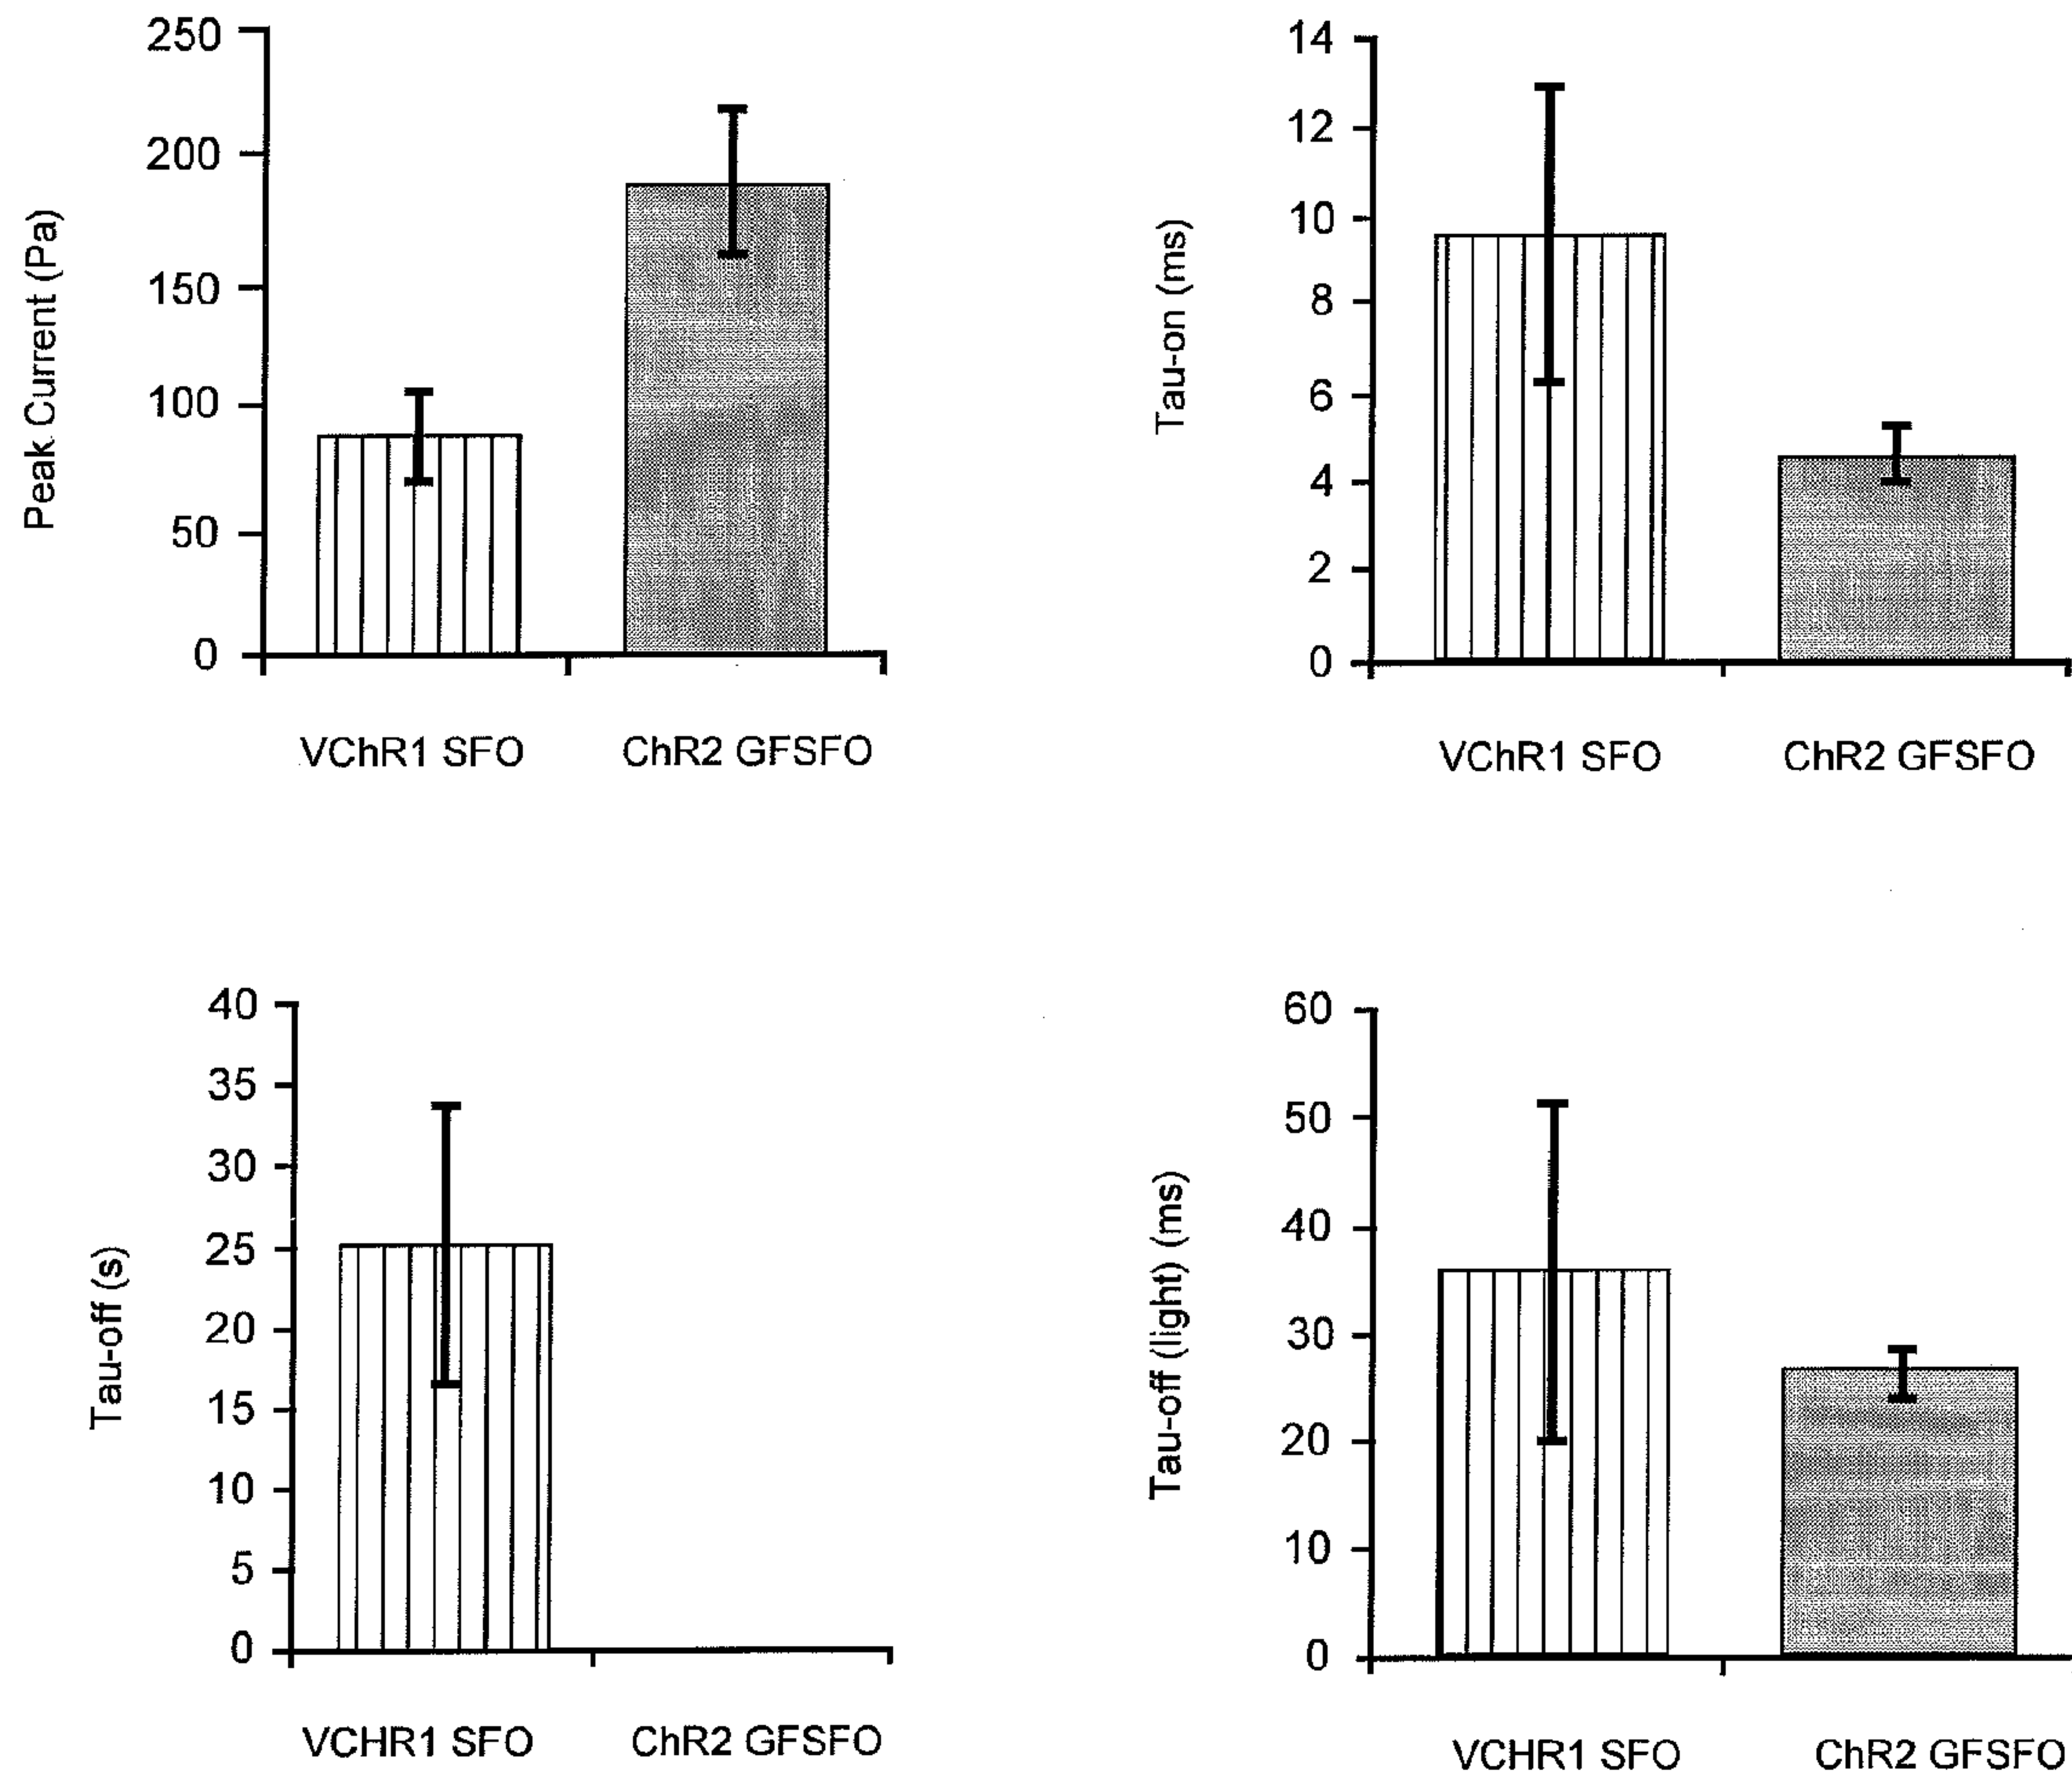 250
200
150
100
50
0
Peak Current (Pa)
VChR1 SFO
ChR2 GFSFO
14
12
10
8
6
4
2
0
Tau-on (ms)
VChR1 SFO
ChR2 GFSFO
40
35
30
25
20
15
10
5
0
Tau-off (s)
VCHR1 SFO
ChR2 GFSFO
60
50
40
30
20
10
0
Tau-off (light) (ms)
VCHR1 SFO
ChR2 GFSFO